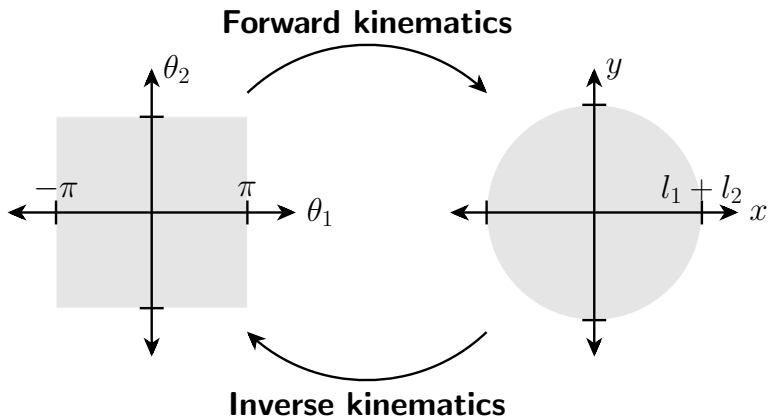 Forward kinematics
θ₂
y
−π
π
l₁ + l₂
θ₁
x
Inverse kinematics